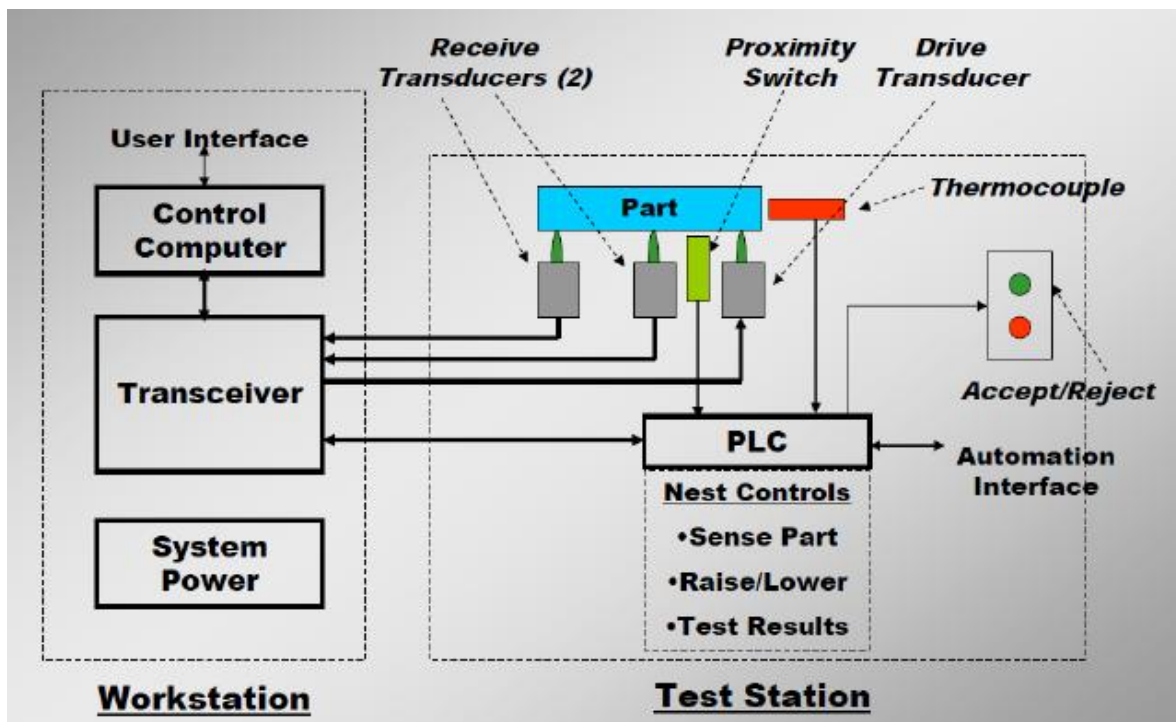 Receive
Transducers (2)
Proximity
Switch
Drive
Transducer
User Interface
Control
Computer
Transceiver
System
Power
Workstation
Part
Thermocouple
Accept/Reject
PLC
Automation
Interface
Nest Controls
•Sense Part
•Raise/Lower
•Test Results
Test Station